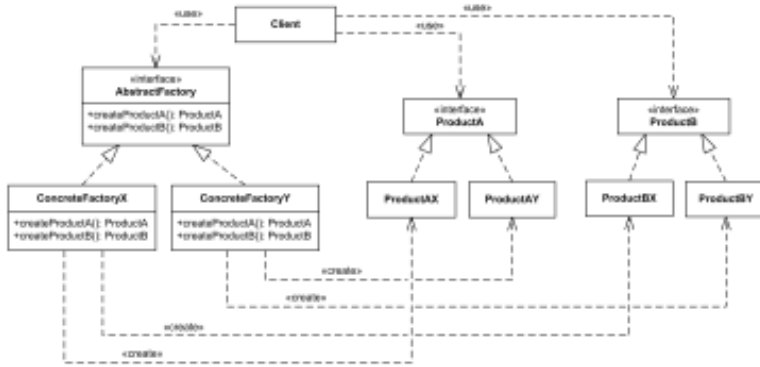 «use»
Client
«use»
«use»
«interface»
AbstractFactory
+createProductA(): ProductA
+createProductB(): ProductB
«interface»
ProductA
«interface»
ProductB
ConcreteFactoryX
+createProductA(): ProductA
+createProductB(): ProductB
ConcreteFactoryY
+createProductA(): ProductA
+createProductB(): ProductB
ProductAX
ProductAY
ProductBX
ProductBY
«create»
«create»
«create»
«create»